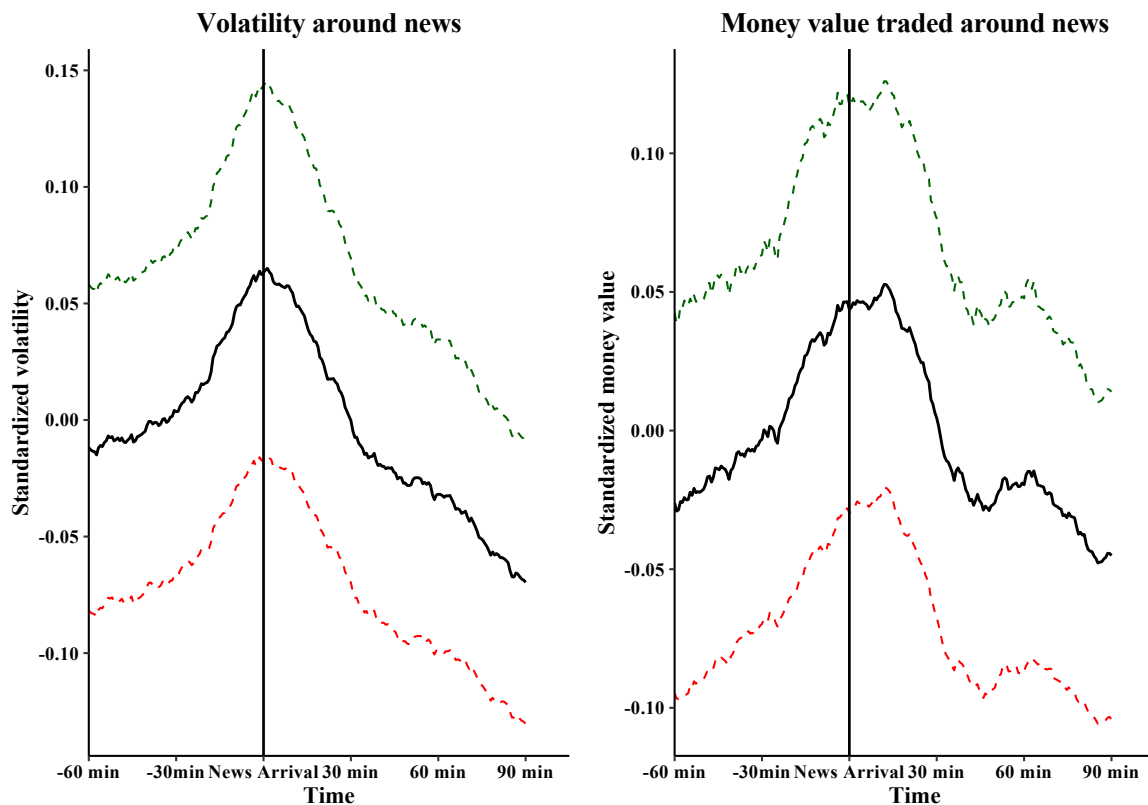 Volatility around news
Standardized volatility
0.15
0.10
0.05
0.00
-0.05
-0.10
-60 min -30min News Arrival 30 min 60 min 90 min
Time
Money value traded around news
Standardized money value
0.10
0.05
0.00
-0.05
-0.10
-60 min -30min News Arrival 30 min 60 min 90 min
Time